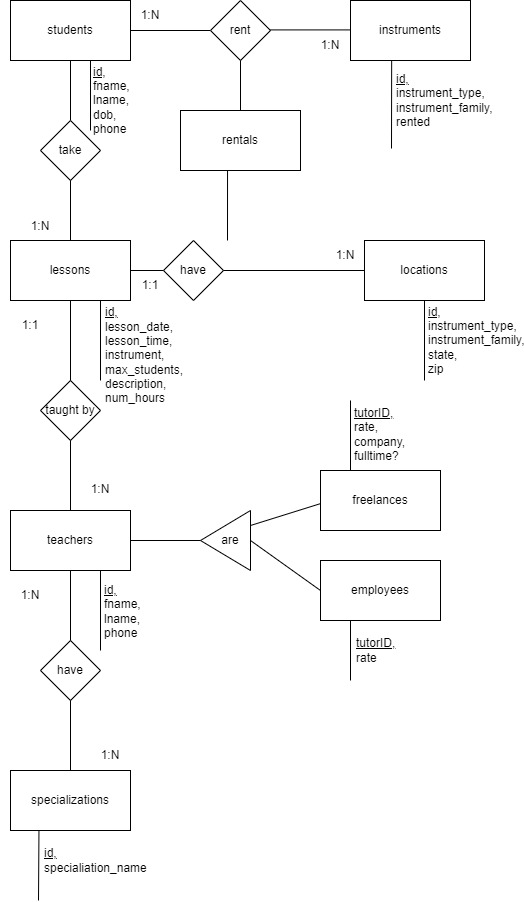 1:N
students
rent
instruments
1:N
id,
fname,
lname,
dob,
phone
id,
instrument_type,
instrument_family,
rented
take
rentals
1:N
1:N
lessons
have
locations
1:1
1:1
id,
lesson_date,
lesson_time,
instrument,
max_students,
description,
num_hours
id,
instrument_type,
instrument_family,
state,
zip
taught by
tutorID,
rate,
company,
fulltime?
1:N
freelances
teachers
are
employees
1:N
id,
fname,
lname,
phone
tutorID,
rate
have
1:N
specializations
id,
specialiation_name